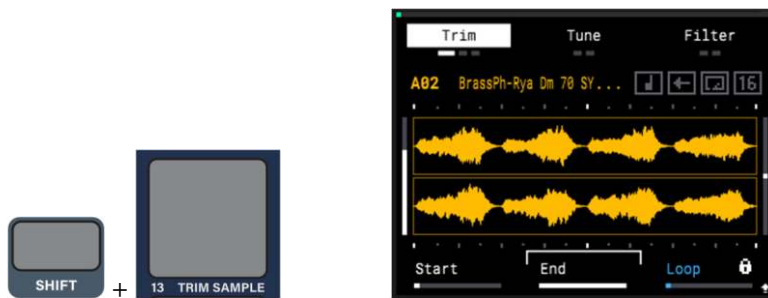 SHIFT + 13 TRIM SAMPLE
Trim Tune Filter
A02 BrassPh-Rya Dm 70 SY... 16
Start End Loop